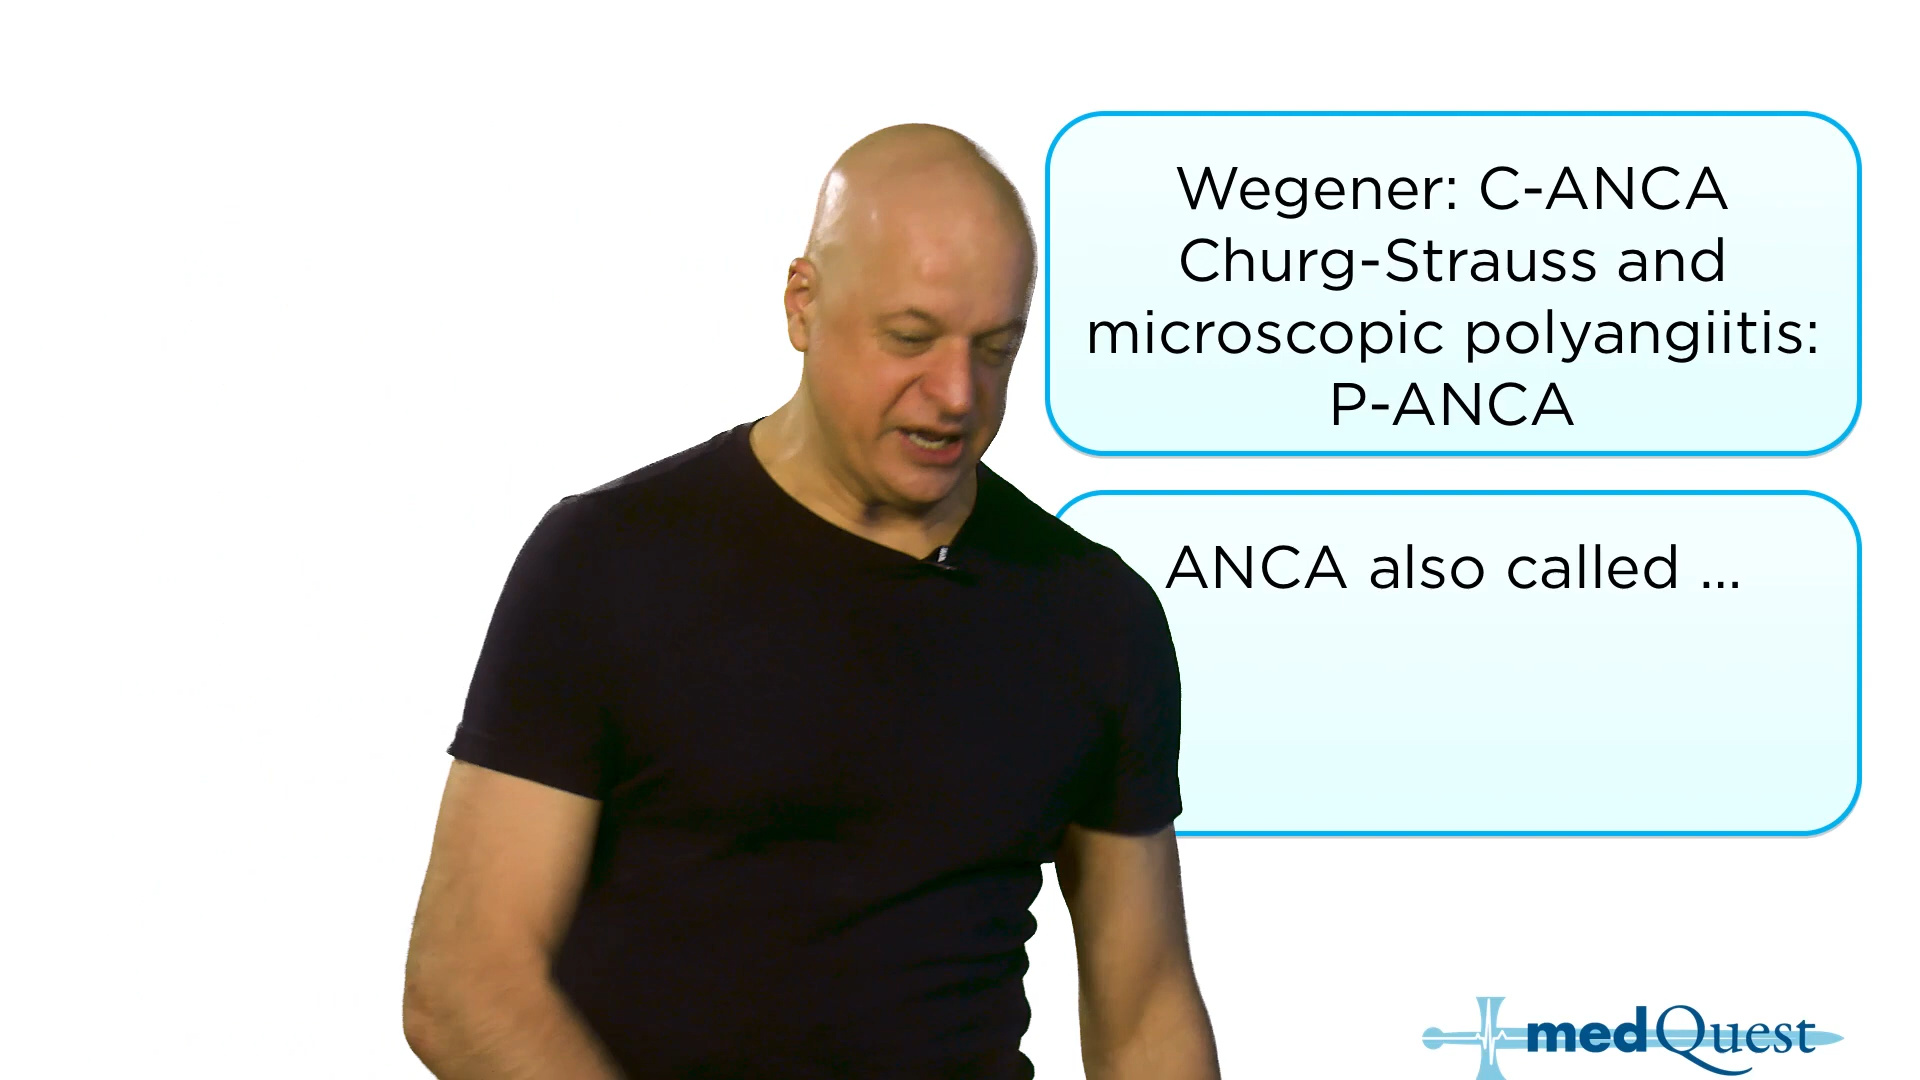 Wegener: C-ANCA
Churg-Strauss and
microscopic polyangiitis:
P-ANCA
ANCA also called ...
medQuest